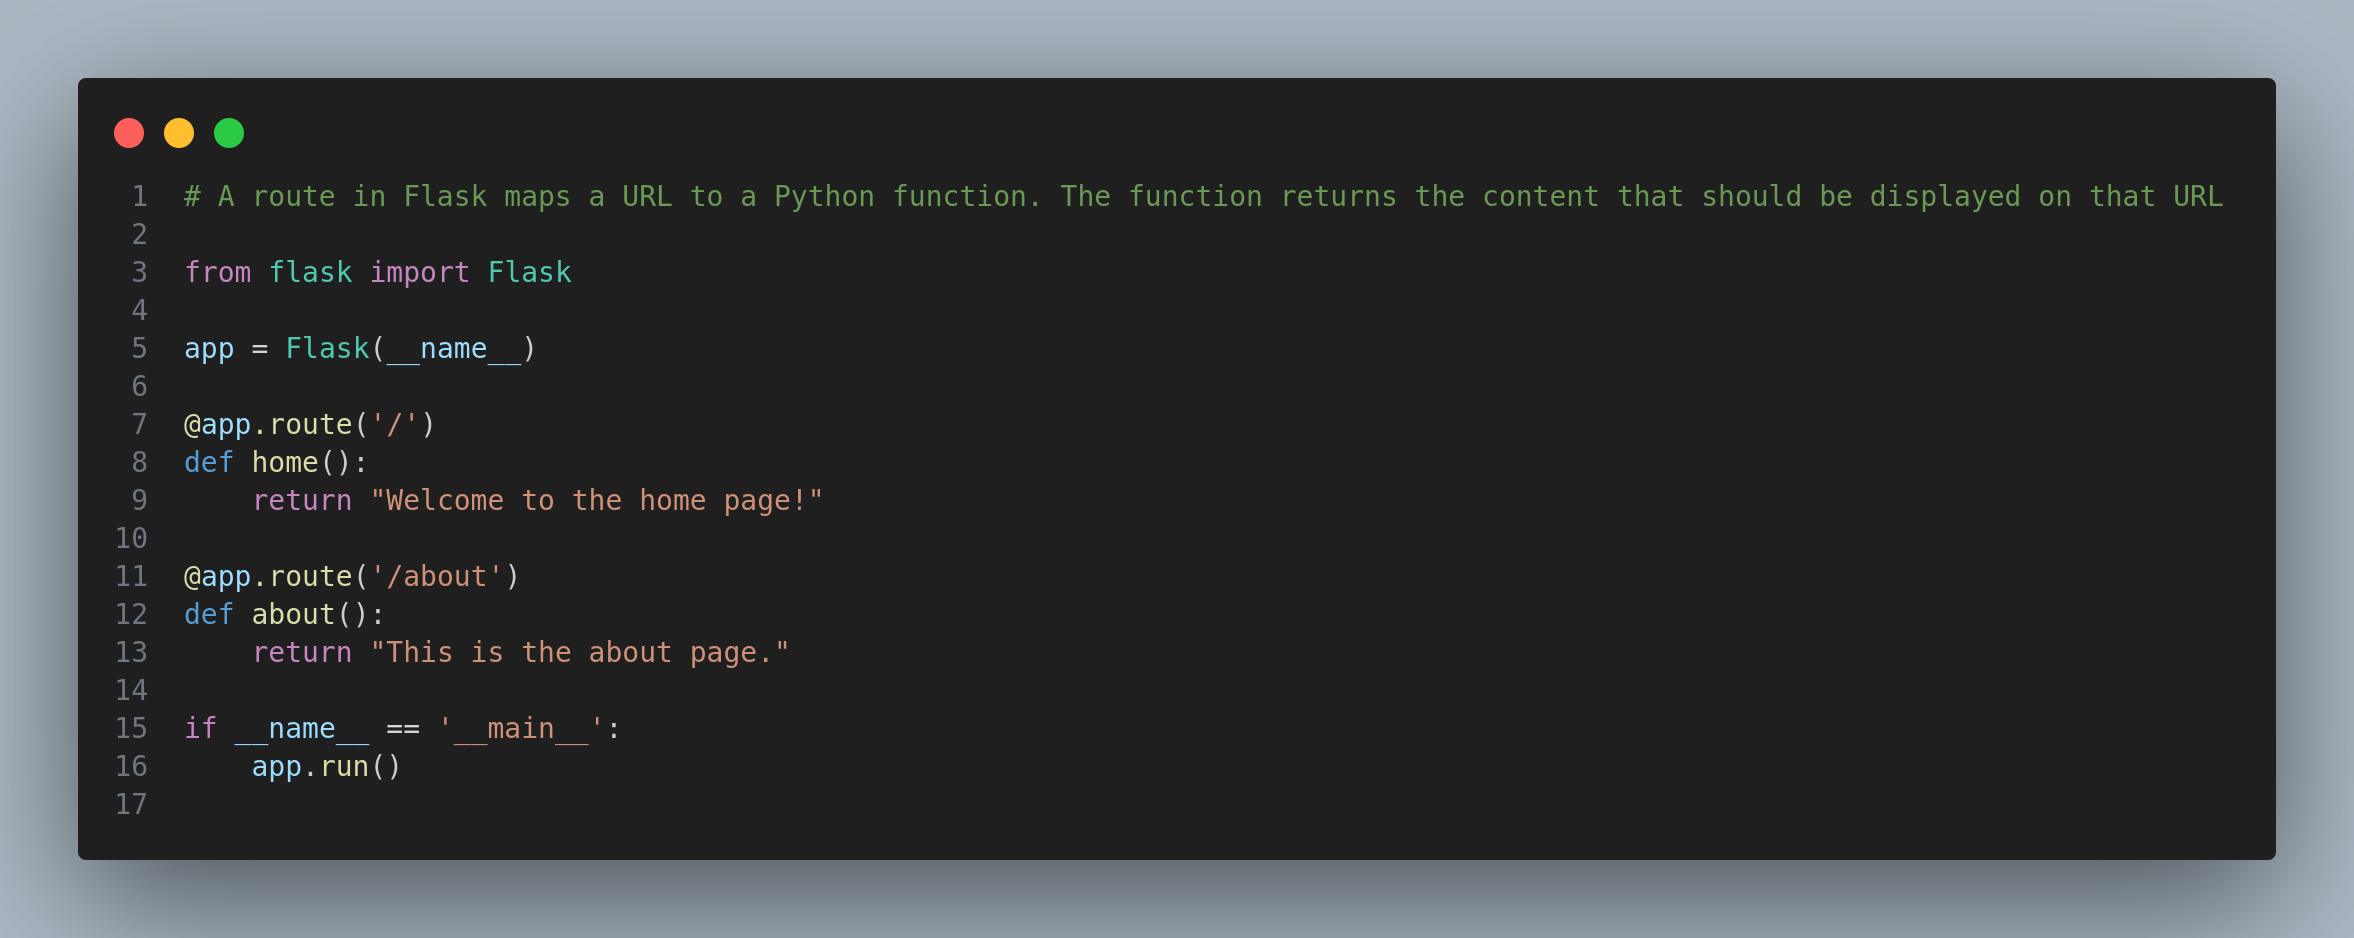 1 # A route in Flask maps a URL to a Python function. The function returns the content that should be displayed on that URL
2
3 from flask import Flask
4
5 app = Flask(__name__)
6
7 @app.route('/')
8 def home():
9     return "Welcome to the home page!"
10
11 @app.route('/about')
12 def about():
13     return "This is the about page."
14
15 if __name__ == '__main__':
16     app.run()
17